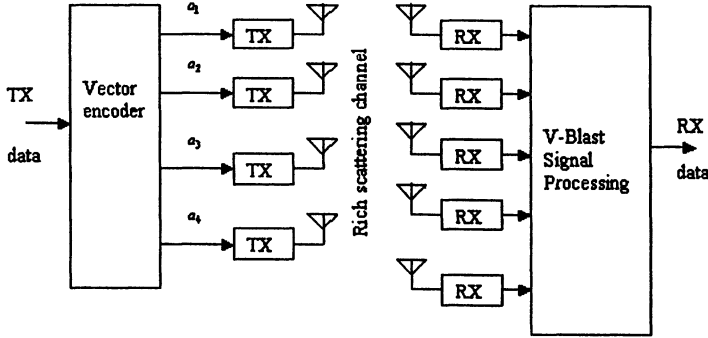 TX
data
Vector
encoder
a1
TX
a2
TX
a3
TX
a4
TX
Rich scattering channel
RX
RX
RX
RX
RX
V-Blast
Signal
Processing
RX
data